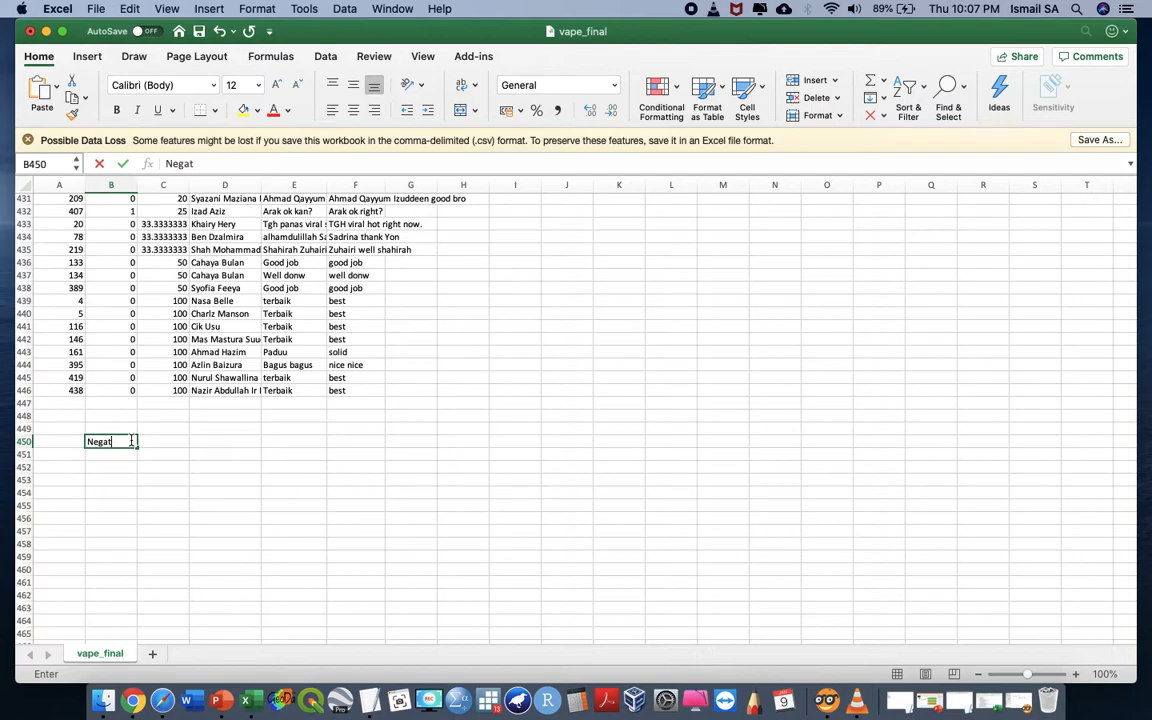 Excel File Edit View Insert Format Tools Data Window Help 89% Thu 10:07 PM Ismail SA
AutoSave OFF vape_final
Home Insert Draw Page Layout Formulas Data Review View Add-ins Share Comments
Paste Calibri (Body) 12 General Conditional Formatting Format as Table Cell Styles Insert Delete Format Sort & Filter Find & Select Ideas Sensitivity
Possible Data Loss Some features might be lost if you save this workbook in the comma-delimited (.csv) format. To preserve these features, save it in an Excel file format. Save As...
B450 fx Negat
A B C D E F G H I J K L M N O P Q R S T
431 209 0 20 Syazani Maziana Ahmad Qayyum Ahmad Qayyum Izuddeen good bro
432 407 1 25 Izad Aziz Arak ok kan? Arak ok right?
433 20 0 33.3333333 Khairy Hery Tgh panas viral TGH viral hot right now.
434 78 0 33.3333333 Ben Dzalmira alhamdulillah Sa Sadrina thank Yon
435 219 0 33.3333333 Shah Mohammad Shahirah Zuhairi Zuhairi well shahirah
436 133 0 50 Cahaya Bulan Good job good job
437 134 0 50 Cahaya Bulan Well donw well donw
438 389 0 50 Syofia Feeya Good job good job
439 4 0 100 Nasa Belle terbaik best
440 5 0 100 Charlz Manson Terbaik best
441 116 0 100 Cik Usu Terbaik best
442 146 0 100 Mas Mastura Suu Terbaik best
443 161 0 100 Ahmad Hazim Paduu solid
444 395 0 100 Azlin Baizura Bagus bagus nice nice
445 419 0 100 Nurul Shawallina terbaik best
446 438 0 100 Nazir Abdullah Ir Terbaik best
447
448
449
450 Negat
451
452
453
454
455
456
457
458
459
460
461
462
463
464
465
vape_final
Enter 100%